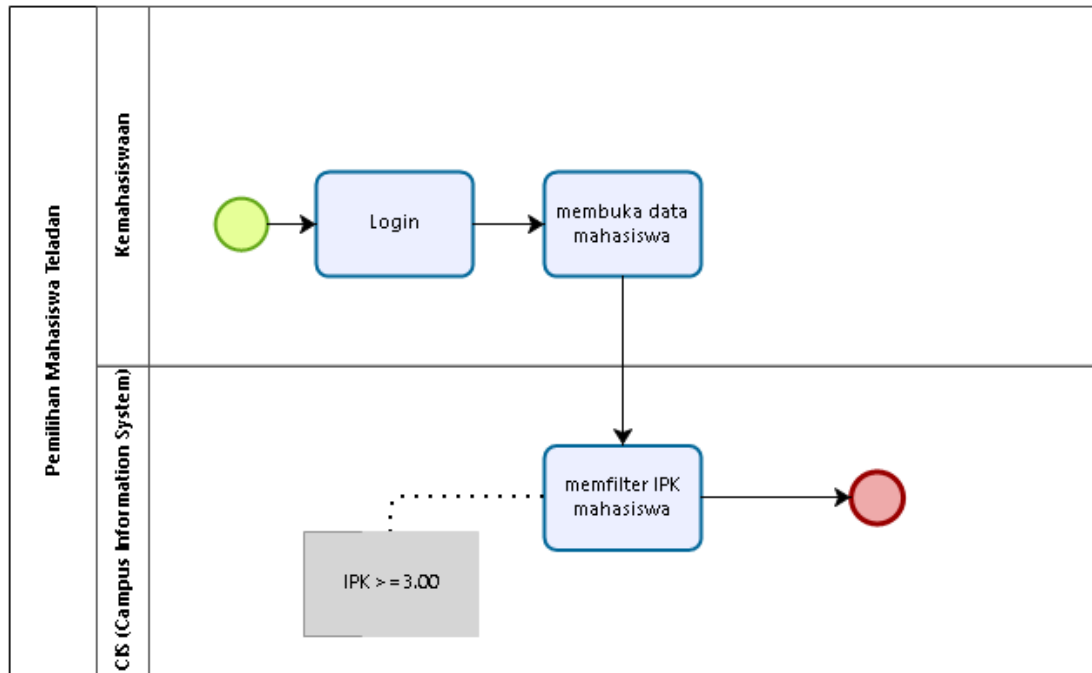 Pemilihan Mahasiswa Teladan
Kemahasiswaan
Login
membuka data
mahasiswa
CIS (Campus Information System)
memfilter IPK
mahasiswa
IPK >=3.00